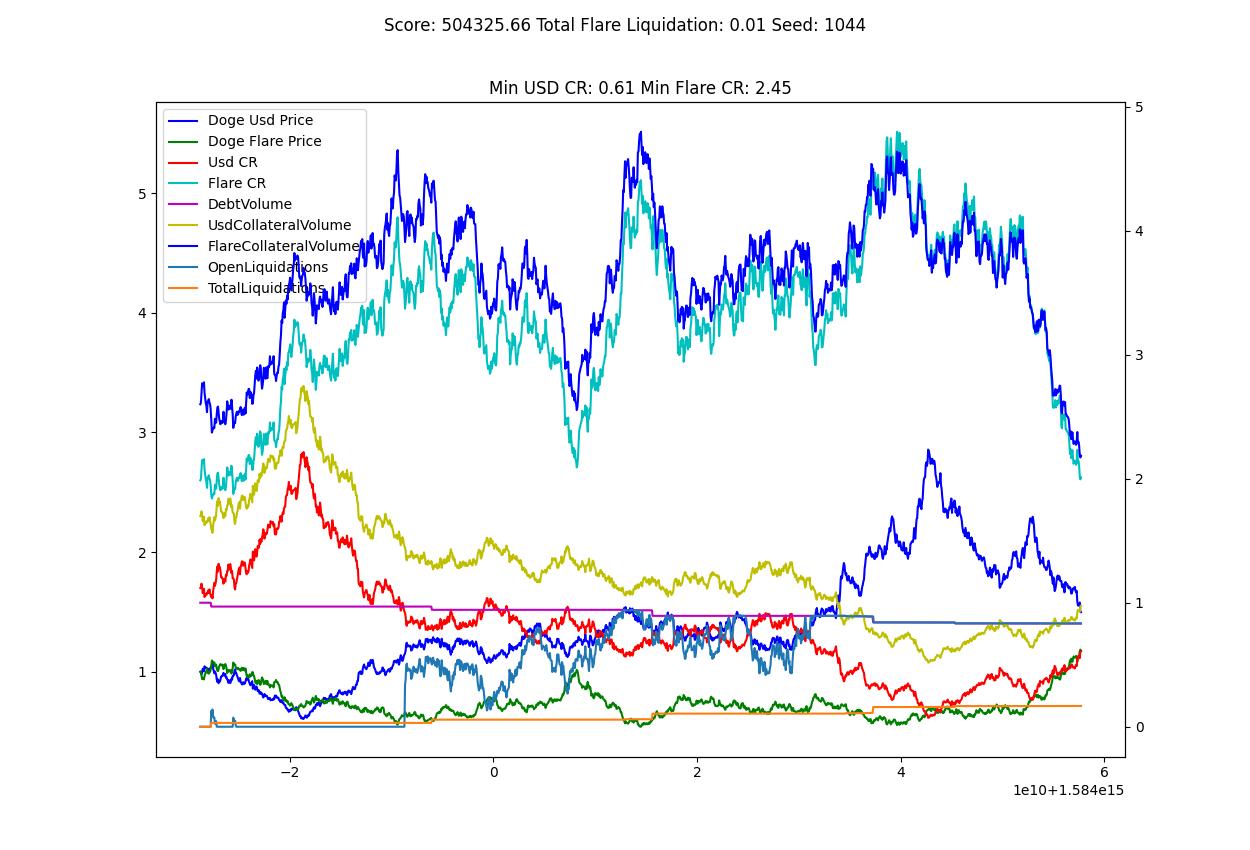 Score: 504325.66 Total Flare Liquidation: 0.01 Seed: 1044
Min USD CR: 0.61 Min Flare CR: 2.45
Doge Usd Price
Doge Flare Price
Usd CR
Flare CR
DebtVolume
UsdCollateralVolume
FlareCollateralVolume
OpenLiquidations
TotalLiquidations
5
4
3
2
1
5
4
3
2
1
0
−2
0
2
4
6
1e10+1.584e15